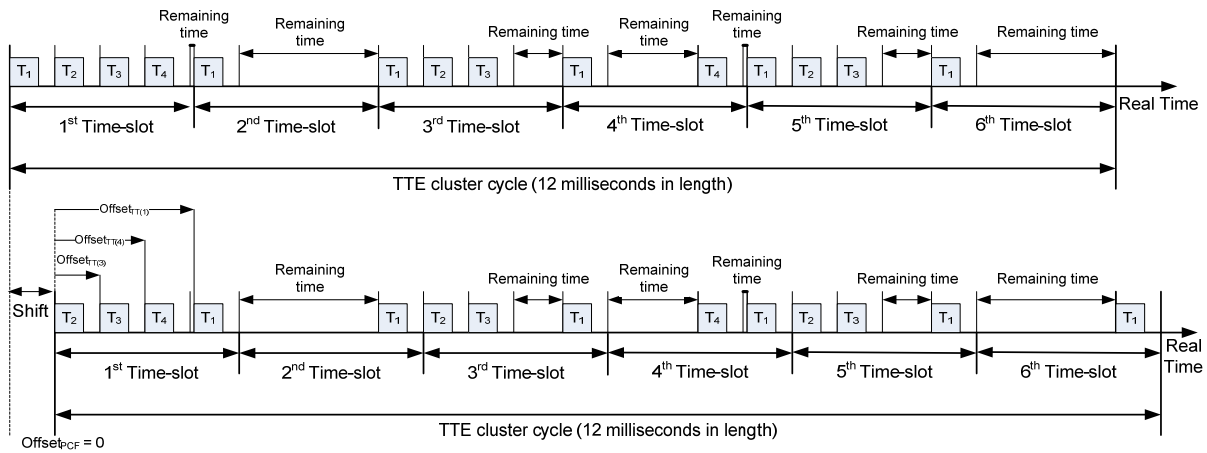 Remaining time
Remaining time
Remaining time
Remaining time
Remaining time
Remaining time
Remaining time
T1 T2 T3 T4 T1 T1 T2 T3 T1 T4 T1 T2 T3 T1
Real Time
1st Time-slot 2nd Time-slot 3rd Time-slot 4th Time-slot 5th Time-slot 6th Time-slot
TTE cluster cycle (12 milliseconds in length)
OffsetTT(1)
OffsetTT(4)
OffsetTT(3)
Remaining time
Remaining time
Remaining time
Remaining time
Remaining time
Remaining time
Shift
T2 T3 T4 T1 T1 T2 T3 T1 T4 T1 T2 T3 T1 T1
Real Time
1st Time-slot 2nd Time-slot 3rd Time-slot 4th Time-slot 5th Time-slot 6th Time-slot
TTE cluster cycle (12 milliseconds in length)
OffsetPCF = 0